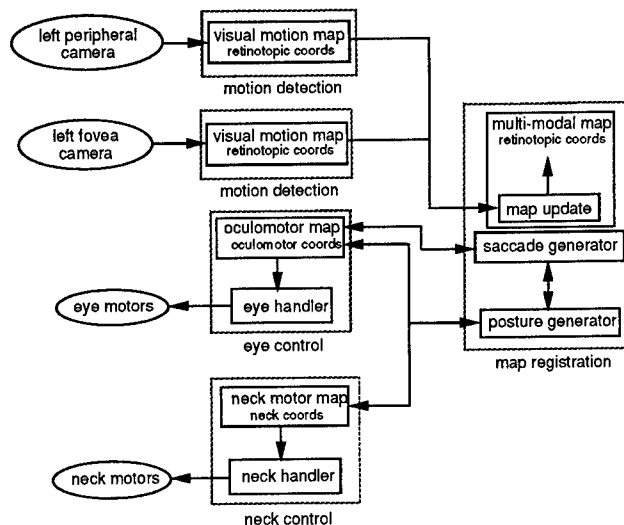 left peripheral
camera
visual motion map
retinotopic coords
motion detection
left fovea
camera
visual motion map
retinotopic coords
motion detection
multi-modal map
retinotopic coords
map update
saccade generator
posture generator
map registration
oculomotor map
oculomotor coords
eye motors
eye handler
eye control
neck motor map
neck coords
neck motors
neck handler
neck control